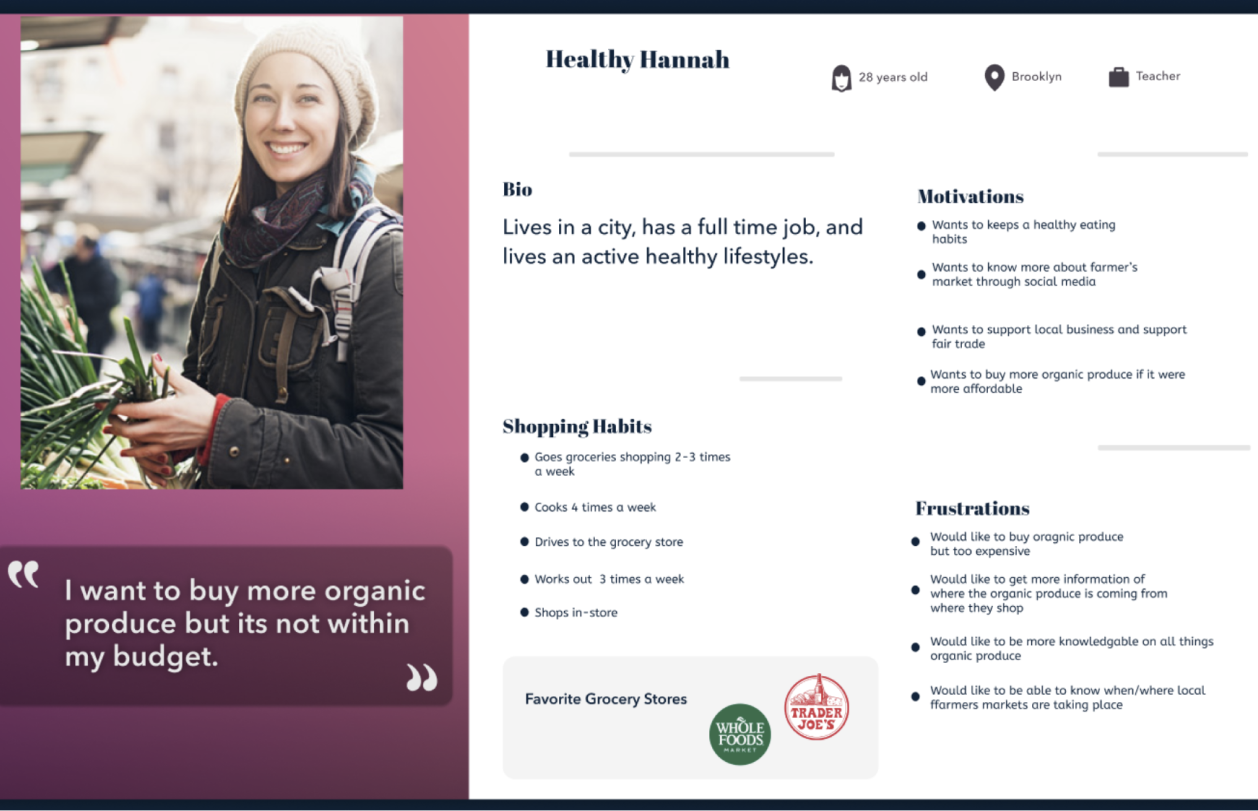 Healthy Hannah
28 years old
Brooklyn
Teacher
Bio
Lives in a city, has a full time job, and
lives an active healthy lifestyles.
Shopping Habits
Goes groceries shopping 2-3 times
a week
Cooks 4 times a week
Drives to the grocery store
Works out 3 times a week
Shops in-store
Favorite Grocery Stores
WHOLE
FOODS
MARKET
TRADER
JOE'S
Motivations
Wants to keeps a healthy eating
habits
Wants to know more about farmer's
market through social media
Wants to support local business and support
fair trade
Wants to buy more organic produce if it were
more affordable
Frustrations
Would like to buy oragnic produce
but too expensive
Would like to get more information of
where the organic produce is coming from
where they shop
Would like to be more knowledgable on all things
organic produce
Would like to be able to know when/where local
ffarmers markets are taking place
“
I want to buy more organic
produce but its not within
my budget.
”